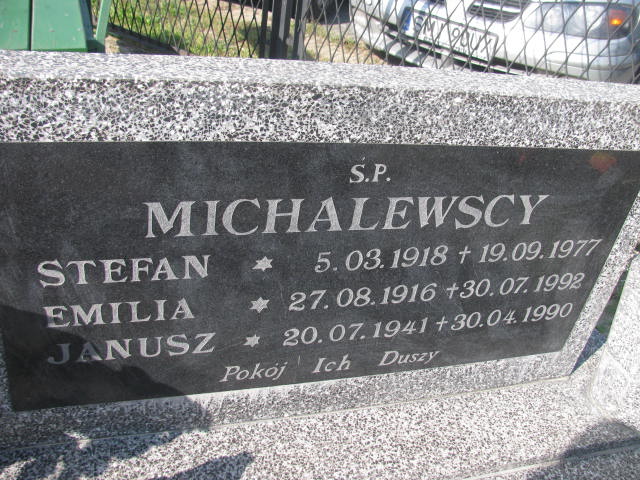 Ś.P.
MICHALEWSCY
STEFAN * 5.03.1918 + 19.09.1977
EMILIA * 27.08.1916 + 30.07.1992
JANUSZ * 20.07.1941 + 30.04.1990
Pokój Ich Duszy